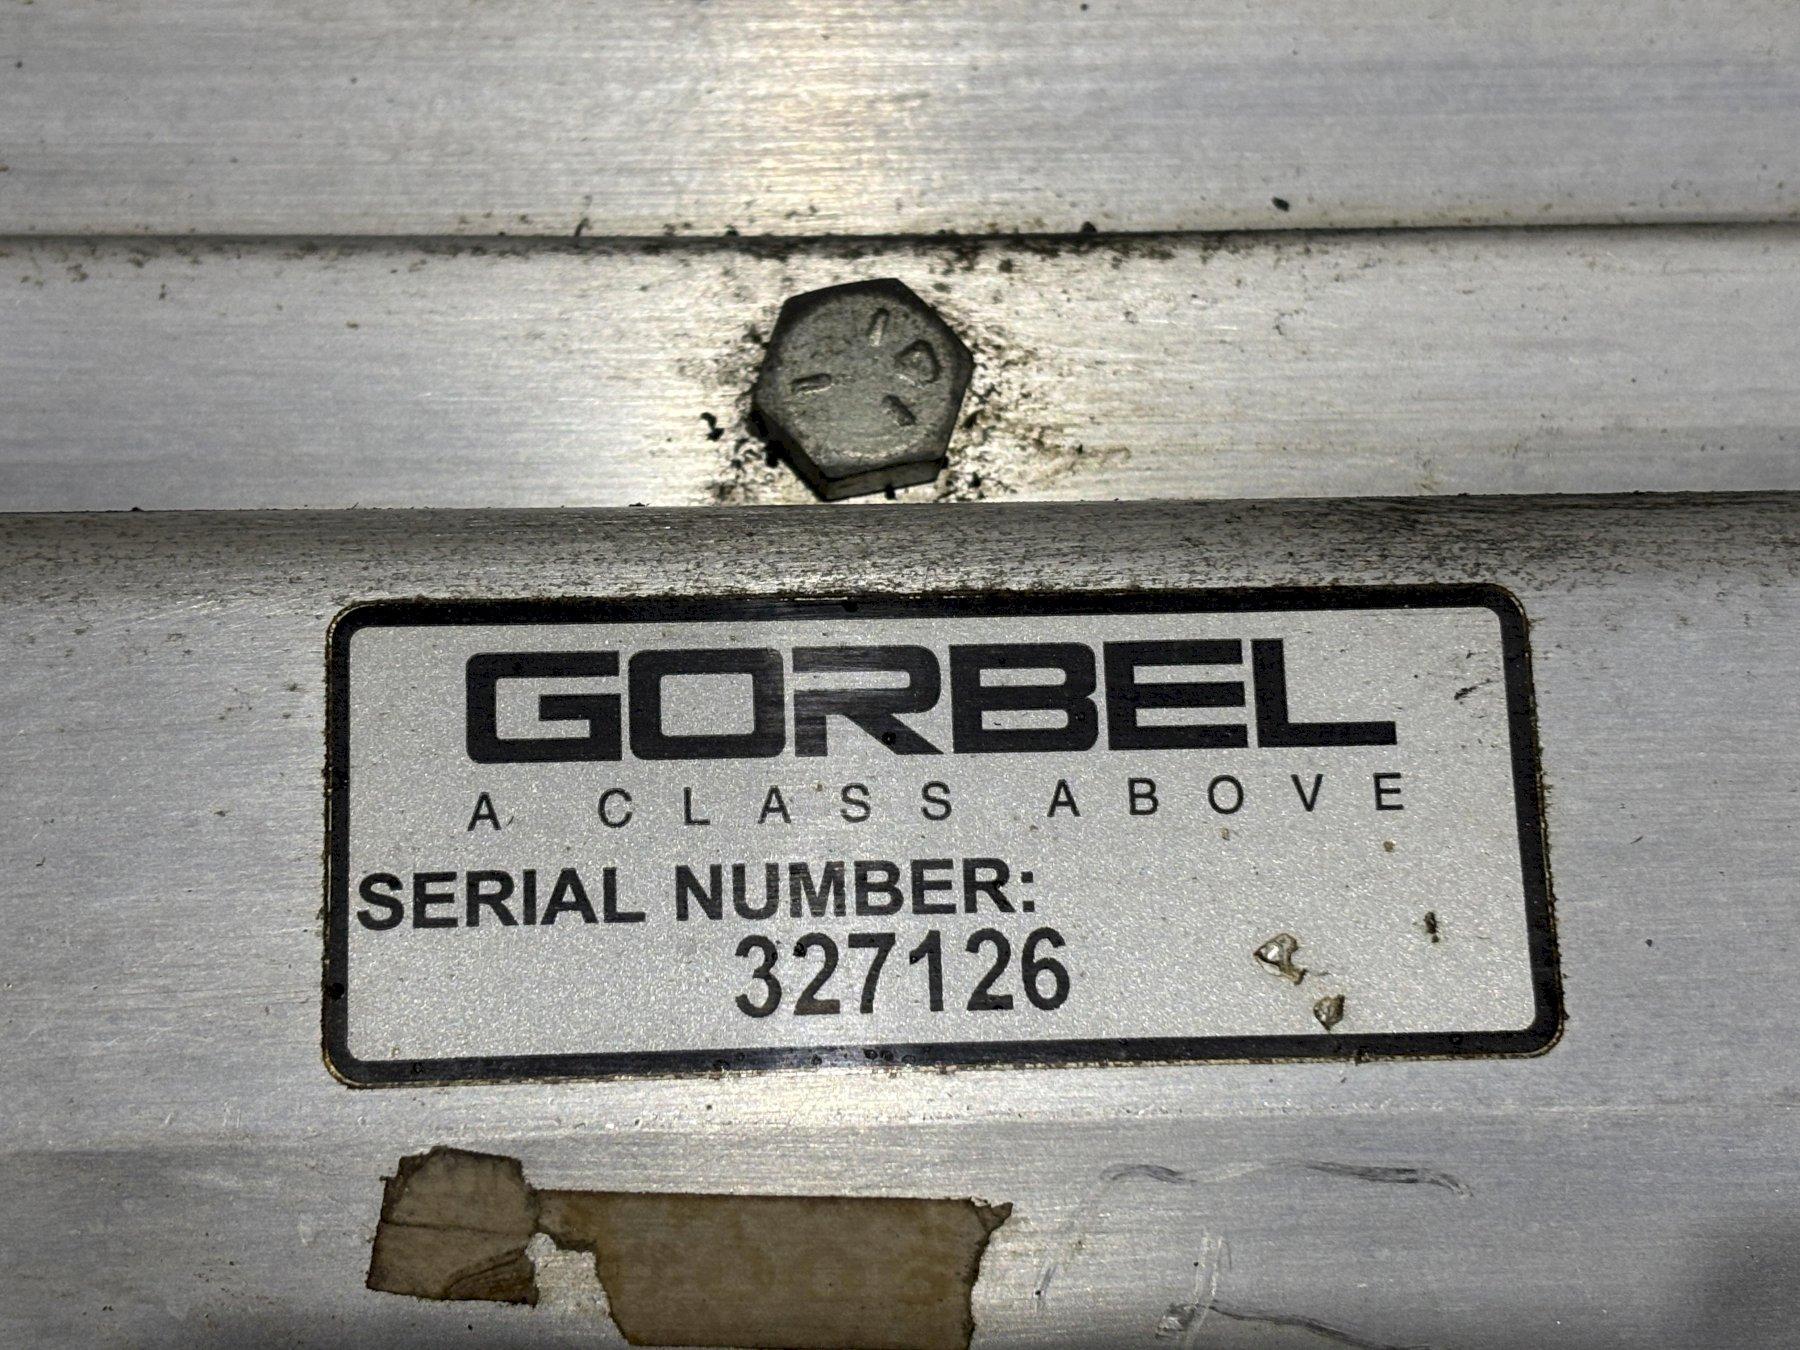 D
GORBEL
A CLASS ABOVE
SERIAL NUMBER:
327126